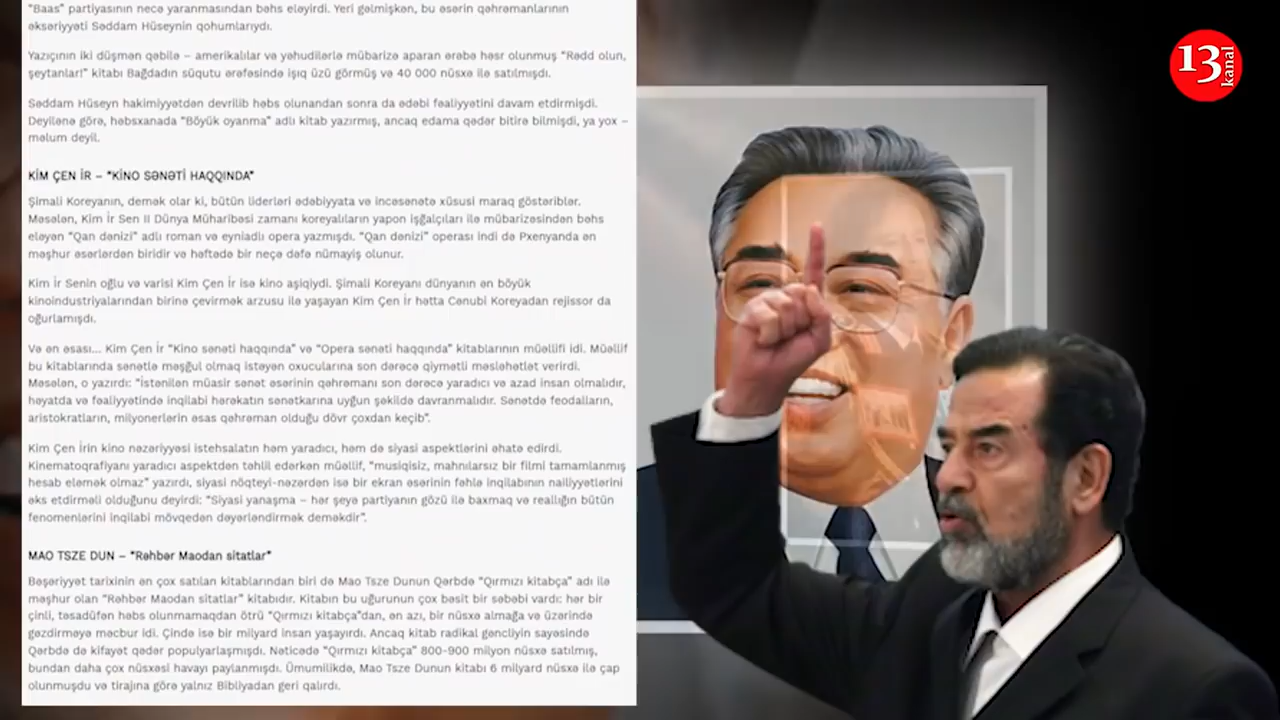 "Baas" partiyasının necə yaranmasından bəhs eləyirdi. Yeri gəlmişkən, bu əsərin qəhrəmanlarının
əksəriyyəti Səddam Hüseynin qohumlarıydı.
Yazıçının iki düşmən qəbilə – amerikalılar və yəhudilərlə mübarizə aparan ərəbə həsr olunmuş "Rədd olun,
şeytanlar!" kitabı Bağdadın süqutu ərəfəsində işıq üzü görmüş və 40 000 nüsxə ilə satılmışdı.
Səddam Hüseyn hakimiyyətdən devrilib həbs olunandan sonra da ədəbi fəaliyyətini davam etdirmişdi.
Deyilənə görə, həbsxanada "Böyük oyanma" adlı kitab yazırmış, ancaq edama qədər bitirə bilmişdi, ya yox –
məlum deyil.
KİM ÇEN İR – "KİNO SƏNƏTİ HAQQINDA"
Şimali Koreyanın, demək olar ki, bütün liderləri ədəbiyyata və incəsənətə xüsusi maraq göstəriblər.
Məsələn, Kim İr Sen II Dünya Müharibəsi zamanı koreyalıların yapon işğalçıları ilə mübarizəsindən bəhs
eləyən "Qan dənizi" adlı roman və eyniadlı opera yazmışdı. "Qan dənizi" operası indi də Pxenyanda ən
məşhur əsərlərdən biridir və həftədə bir neçə dəfə nümayiş olunur.
Kim İr Senin oğlu və varisi Kim Çen İr isə kino aşiqiydi. Şimali Koreyanı dünyanın ən böyük
kinoindustriyalarından birinə çevirmək arzusu ilə yaşayan Kim Çen İr hətta Cənubi Koreyadan rejissor da
oğurlamışdı.
Və ən əsası... Kim Çen İr "Kino sənəti haqqında" və "Opera sənəti haqqında" kitablarının müəllifi idi. Müəllif
bu kitablarında sənətlə məşğul olmaq istəyən oxucularına son dərəcə qiymətli məsləhətlət verirdi.
Məsələn, o yazırdı: "İstənilən müasir sənət əsərinin qəhrəmanı son dərəcə yaradıcı və azad insan olmalıdır,
həyatda və fəaliyyətində inqilabi hərəkatın sənətkarına uyğun şəkildə davranmalıdır. Sənətdə feodalların,
aristokratların, milyonerlərin əsas qəhrəman olduğu dövr çoxdan keçib".
Kim Çen İrin kino nəzəriyyəsi istehsalatın həm yaradıcı, həm də siyasi aspektlərini əhatə edirdi.
Kinematoqrafiyanı yaradıcı aspektdən təhlil edərkən müəllif, "musiqisiz, mahnılarsız bir filmi tamamlanmış
hesab eləmək olmaz" yazırdı, siyasi nöqteyi-nəzərdən isə bir ekran əsərinin fəhlə inqilabının nailiyyətlərini
əks etdirməli olduğunu deyirdi: "Siyasi yanaşma – hər şeyə partiyanın gözü ilə baxmaq və reallığın bütün
fenomenlərini inqilabi mövqedən dəyərləndirmək deməkdir".
MAO TSZE DUN – "Rəhbər Maodan sitatlar"
Bəşəriyyət tarixinin ən çox satılan kitablarından biri də Mao Tsze Dunun Qərbdə "Qırmızı kitabça" adı ilə
məşhur olan "Rəhbər Maodan sitatlar" kitabıdır. Kitabın bu uğurunun çox bəsit bir səbəbi vardı: hər bir
çinli, təsadüfən həbs olunmamaqdan ötrü "Qırmızı kitabça"dan, ən azı, bir nüsxə almağa və üzərində
gəzdirməyə məcbur idi. Çində isə bir milyard insan yaşayırdı. Ancaq kitab radikal gəncliyin sayəsində
Qərbdə də kifayət qədər populyarlaşmışdı. Nəticədə "Qırmızı kitabça" 800-900 milyon nüsxə satılmış,
bundan daha çox nüsxəsi havayı paylanmışdı. Ümumilikdə, Mao Tsze Dunun kitabı 6 milyard nüsxə ilə çap
olunmuşdu və tirajına görə yalnız Bibliyadan geri qalırdı.
13
kanal